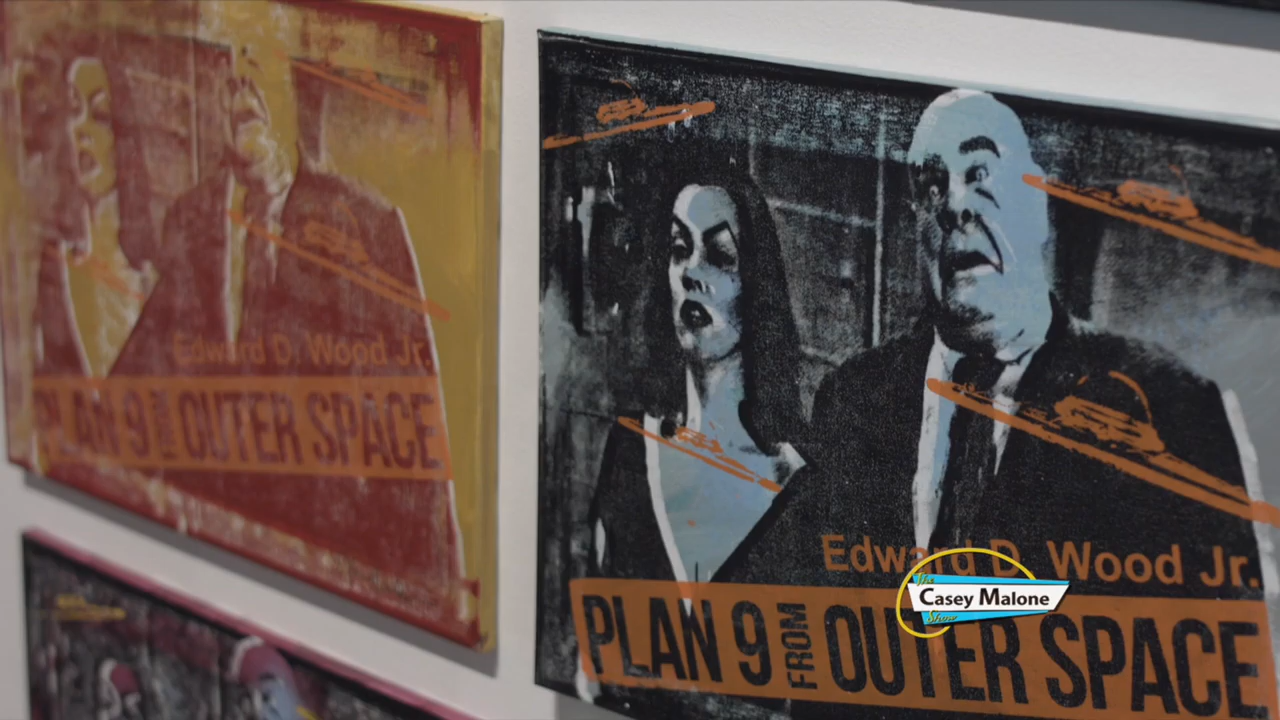 Edward D. Wood Jr.
PLAN 9 FROM OUTER SPACE
Edward D. Wood Jr.
PLAN 9 FROM OUTER SPACE
The
Casey Malone
Show